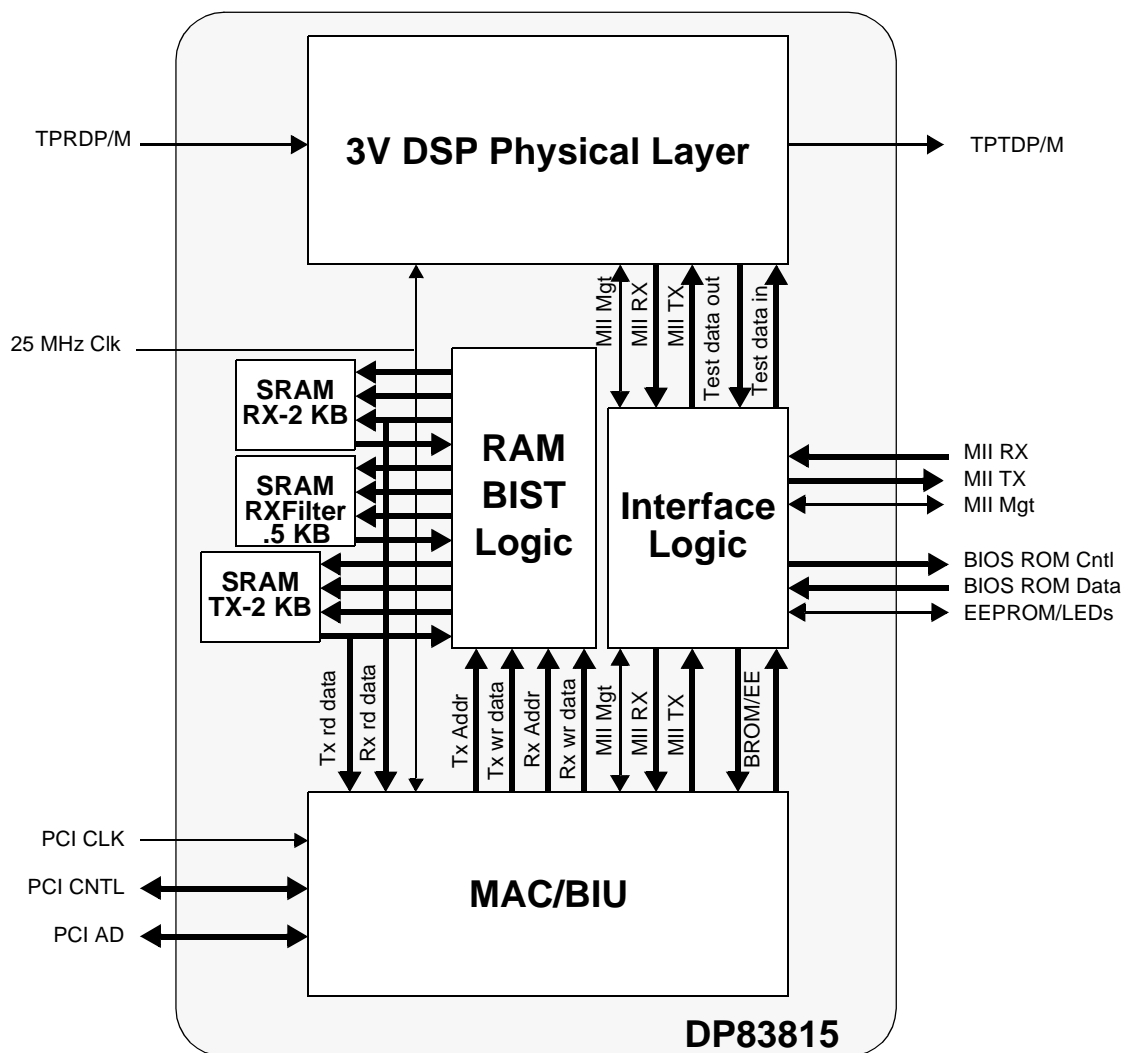 3V DSP Physical Layer
TPRDP/M
TPTDP/M
MII Mgt
MII RX
MII TX
Test data out
Test data in
25 MHz Clk
SRAM
RX-2 KB
SRAM
RXFilter
.5 KB
SRAM
TX-2 KB
RAM
BIST
Logic
Interface
Logic
MII RX
MII TX
MII Mgt
BIOS ROM Cntl
BIOS ROM Data
EEPROM/LEDs
Tx rd data
Rx rd data
Tx Addr
Tx wr data
Rx Addr
Rx wr data
MII Mgt
MII RX
MII TX
BROM/EE
PCI CLK
PCI CNTL
PCI AD
MAC/BIU
DP83815